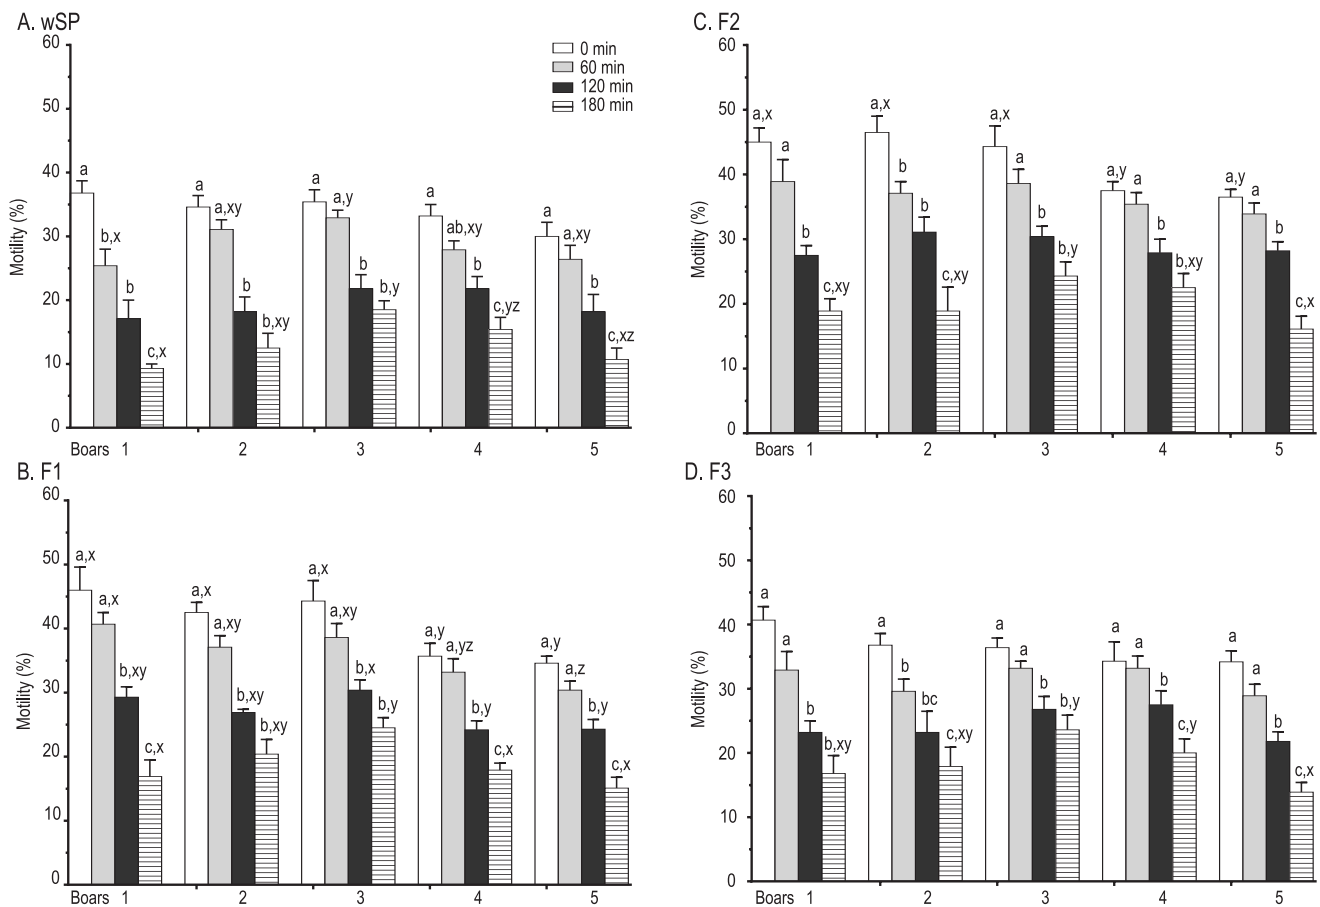 A. wSP
60
50
40
30
20
10
0
Motility (%)
0 min
60 min
120 min
180 min
a
b,x
b
c,x
a
a,xy
b
b,xy
a
a,y
b
b,y
a
ab,xy
b
c,yz
a
a,xy
b
c,xz
Boars 1 2 3 4 5
B. F1
60
50
40
30
20
10
0
Motility (%)
a,x
a,x
b,xy
c,x
a,x
a,xy
b,xy
b,xy
a,x
a,xy
b,x
b,y
a,y
a,yz
b,y
c,x
a,y
a,z
b,y
c,x
Boars 1 2 3 4 5
C. F2
60
50
40
30
20
10
0
Motility (%)
a,x
a
b
c,xy
a,x
b
b
c,xy
a,x
a
b
b,y
a,y
a
b
b,xy
a,y
a
b
c,x
Boars 1 2 3 4 5
D. F3
60
50
40
30
20
10
0
Motility (%)
a
a
b
b,xy
a
b
bc
c,xy
a
a
b
b,y
a
a
b
c,y
a
a
b
c,x
Boars 1 2 3 4 5